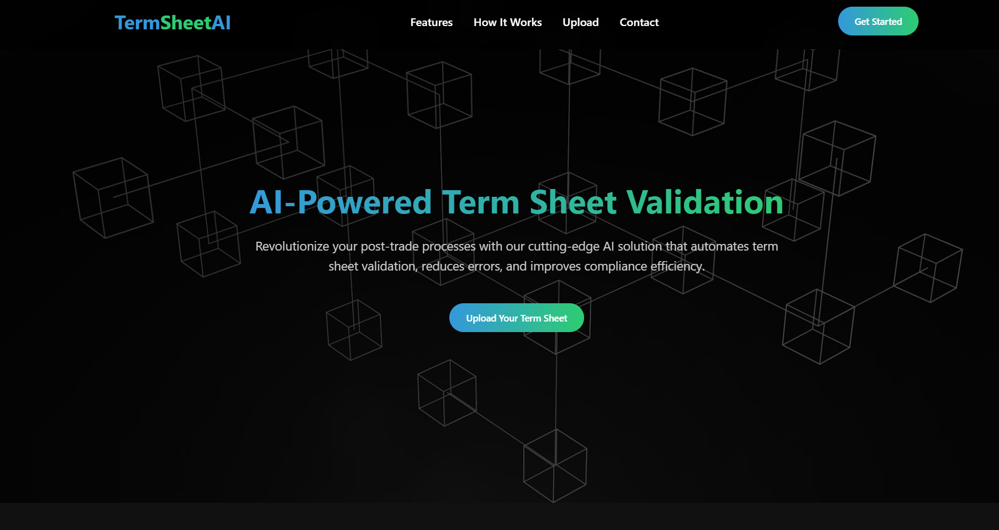 TermSheetAI
Features
How It Works
Upload
Contact
Get Started
AI-Powered Term Sheet Validation
Revolutionize your post-trade processes with our cutting-edge AI solution that automates term
sheet validation, reduces errors, and improves compliance efficiency.
Upload Your Term Sheet